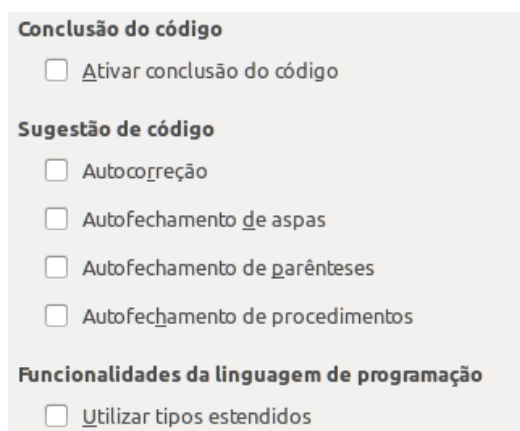 Conclusão do código
Ativar conclusão do código
Sugestão de código
Autocorreção
Autofechamento de aspas
Autofechamento de parênteses
Autofechamento de procedimentos
Funcionalidades da linguagem de programação
Utilizar tipos estendidos